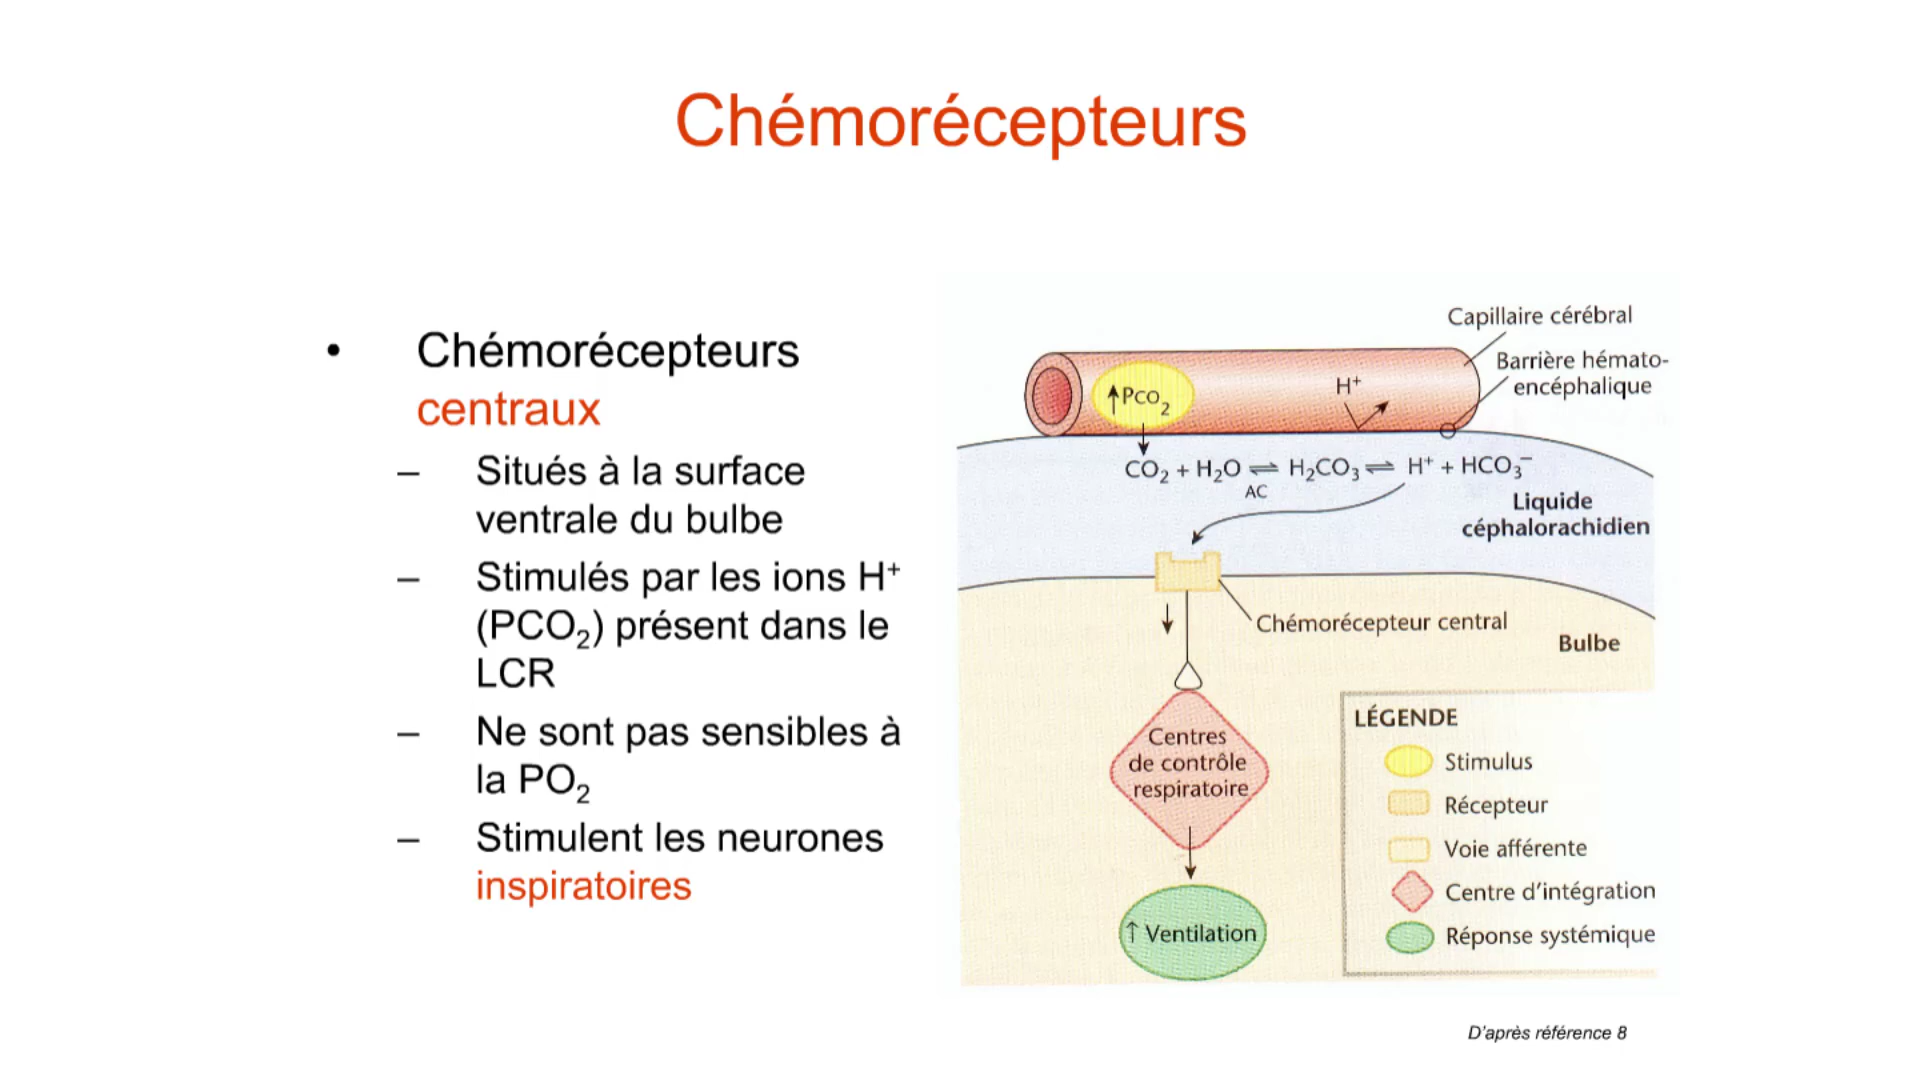 Chémorécepteurs
• Chémorécepteurs
centraux
– Situés à la surface
ventrale du bulbe
– Stimulés par les ions H⁺
(PCO₂) présent dans le
LCR
– Ne sont pas sensibles à
la PO₂
– Stimulent les neurones
inspiratoires
Capillaire cérébral
Barrière hémato-
encéphalique
↑PCO₂
H⁺
CO₂ + H₂O ⇌ H₂CO₃ ⇌ H⁺ + HCO₃⁻
AC
Liquide
céphalorachidien
Chémorécepteur central
Bulbe
Centres
de contrôle
respiratoire
↑ Ventilation
LÉGENDE
Stimulus
Récepteur
Voie afférente
Centre d'intégration
Réponse systémique
D'après référence 8